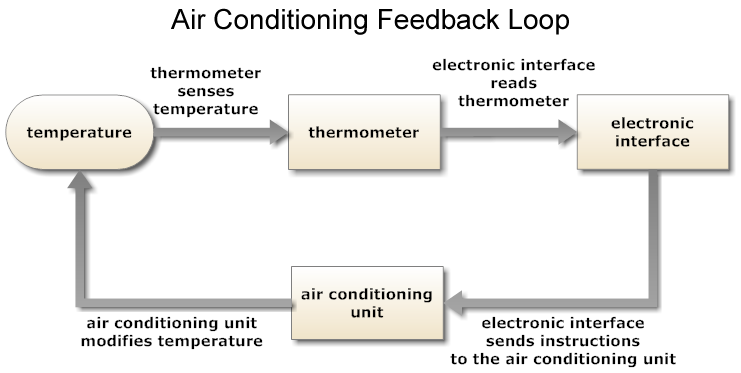 Air Conditioning Feedback Loop
thermometer
senses
temperature
electronic interface
reads
thermometer
temperature
thermometer
electronic
interface
air conditioning
unit
air conditioning unit
modifies temperature
electronic interface
sends instructions
to the air conditioning unit